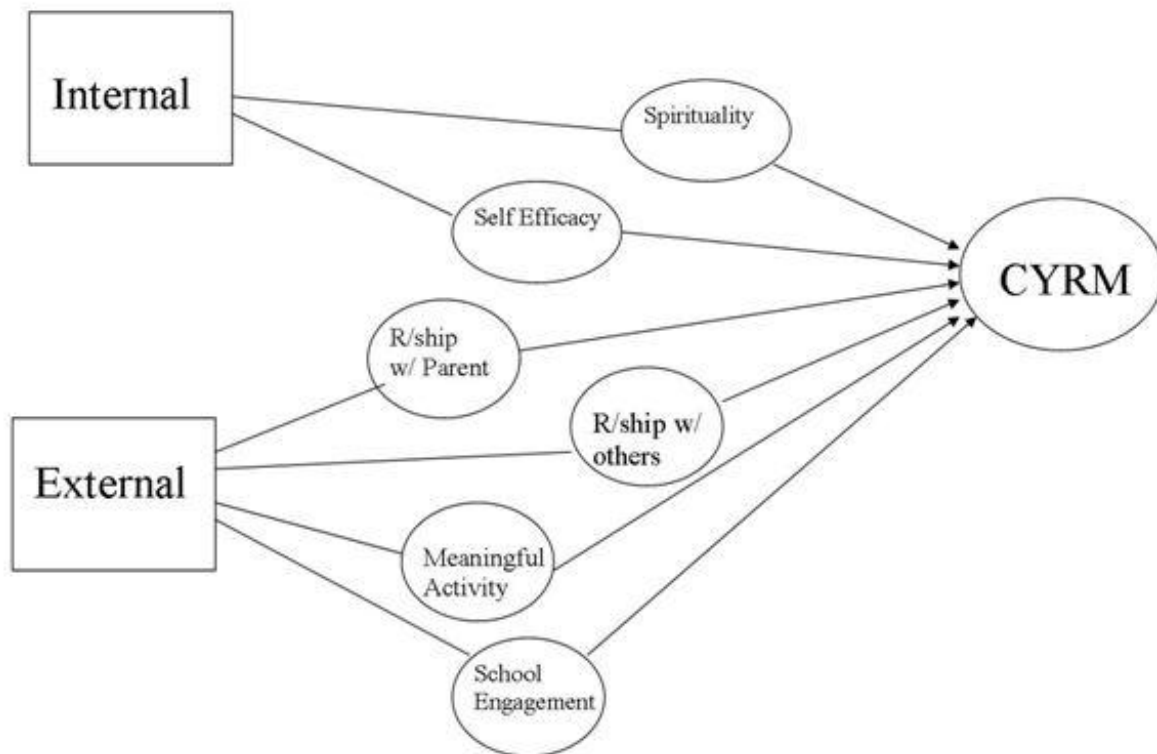 Internal
Spirituality
Self Efficacy
CYRM
R/ship
w/ Parent
R/ship w/
others
External
Meaningful
Activity
School
Engagement